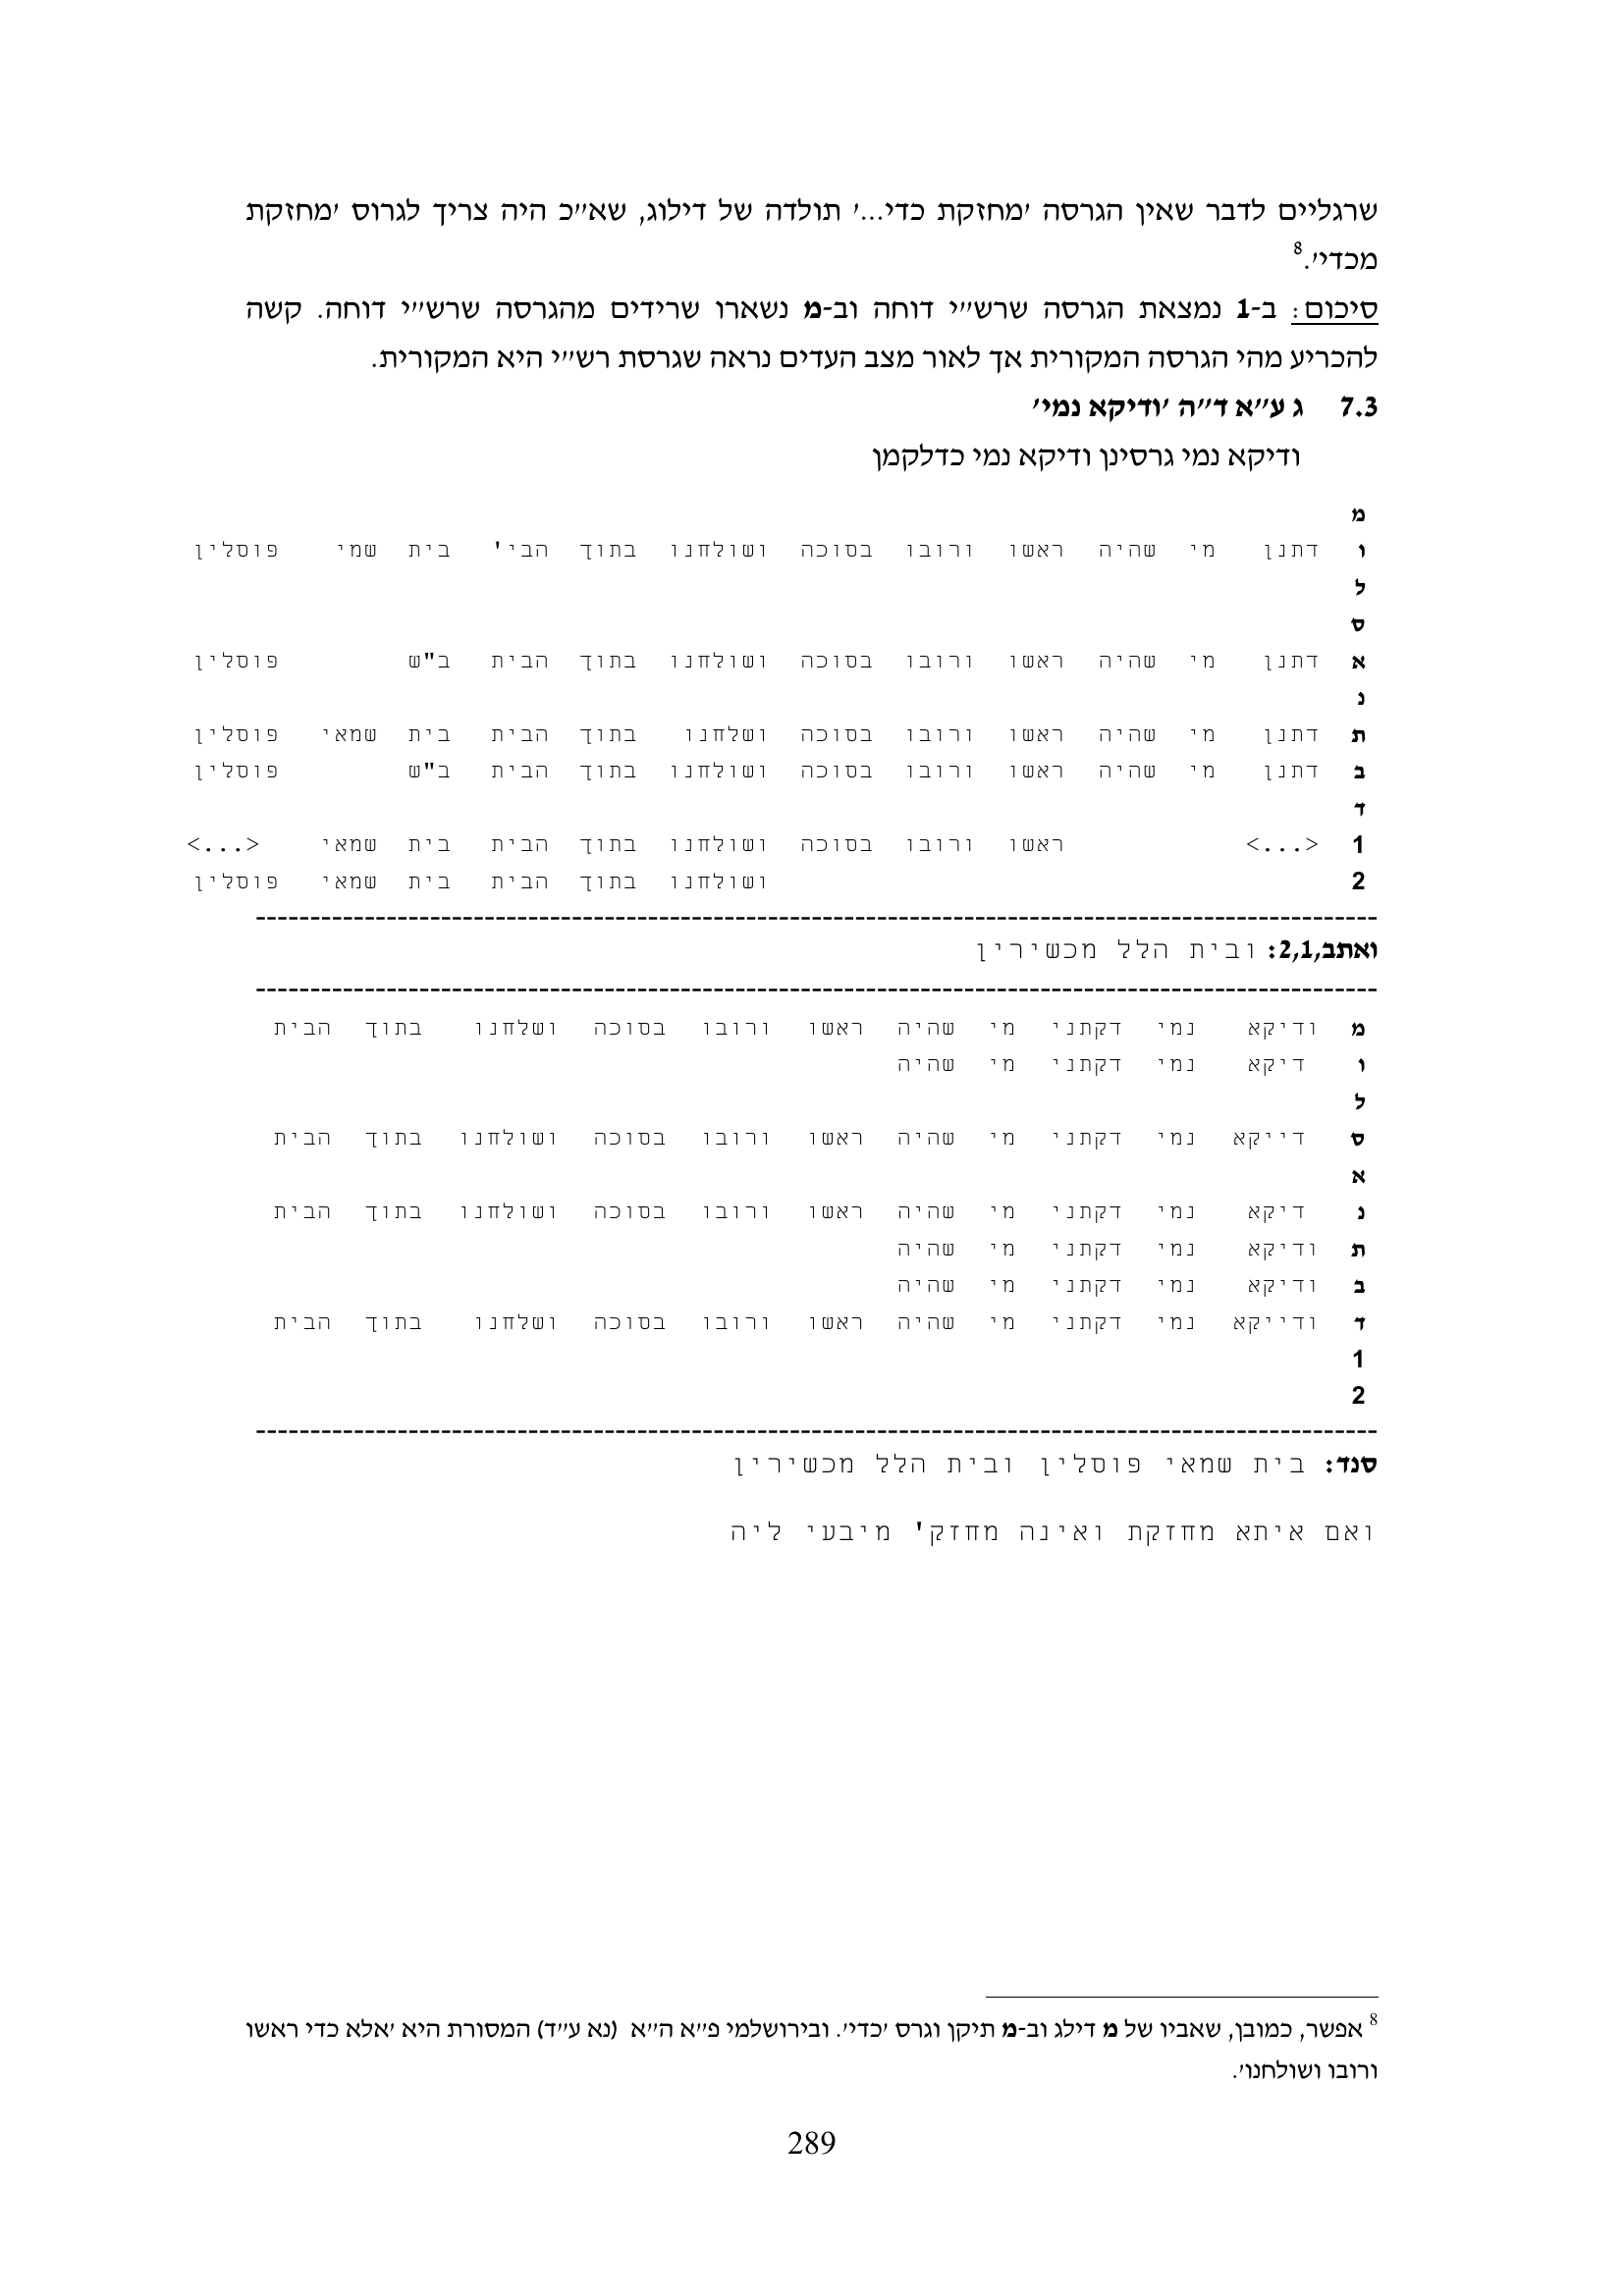 שרגליים לדבר שאין הגרסה 'מחזקת כדי...' תולדה של דילוג, שא"כ היה צריך לגרוס 'מחזקת
מכדי'.8
סיכום: ב-1 נמצאת הגרסה שרש"י דוחה וב-מ נשארו שרידים מהגרסה שרש"י דוחה. קשה
להכריע מהי הגרסה המקורית אך לאור מצב העדים נראה שגרסת רש"י היא המקורית.
7.3 ג ע"א ד"ה 'ודיקא נמי'
ודיקא נמי גרסינן ודיקא נמי כדלקמן
מ
ו דתנן מי שהיה ראשו ורובו בסוכה ושולחנו בתוך הבי' בית שמי פוסלין
ל
ס
א דתנן מי שהיה ראשו ורובו בסוכה ושולחנו בתוך הבית ב"ש פוסלין
נ
ת דתנן מי שהיה ראשו ורובו בסוכה ושלחנו בתוך הבית בית שמאי פוסלין
ב דתנן מי שהיה ראשו ורובו בסוכה ושולחנו בתוך הבית ב"ש פוסלין
ד
1 <...> ראשו ורובו בסוכה ושולחנו בתוך הבית בית שמאי <...>
2 ושולחנו בתוך הבית בית שמאי פוסלין
ואתב,2,1: ובית הלל מכשירין
מ ודיקא נמי דקתני מי שהיה ראשו ורובו בסוכה ושלחנו בתוך הבית
ו דיקא נמי דקתני מי שהיה
ל
ס דייקא נמי דקתני מי שהיה ראשו ורובו בסוכה ושולחנו בתוך הבית
א
נ דיקא נמי דקתני מי שהיה ראשו ורובו בסוכה ושולחנו בתוך הבית
ת ודיקא נמי דקתני מי שהיה
ב ודיקא נמי דקתני מי שהיה
ד ודייקא נמי דקתני מי שהיה ראשו ורובו בסוכה ושלחנו בתוך הבית
1
2
סנד: בית שמאי פוסלין ובית הלל מכשירין
ואם איתא מחזקת ואינה מחזק' מיבעי ליה
8 אפשר, כמובן, שאביו של מ דילג וב-מ תיקן וגרס 'כדי'. ובירושלמי פ"א ה"א (נא ע"ד) המסורת היא 'אלא כדי ראשו
ורובו ושולחנו'.
289